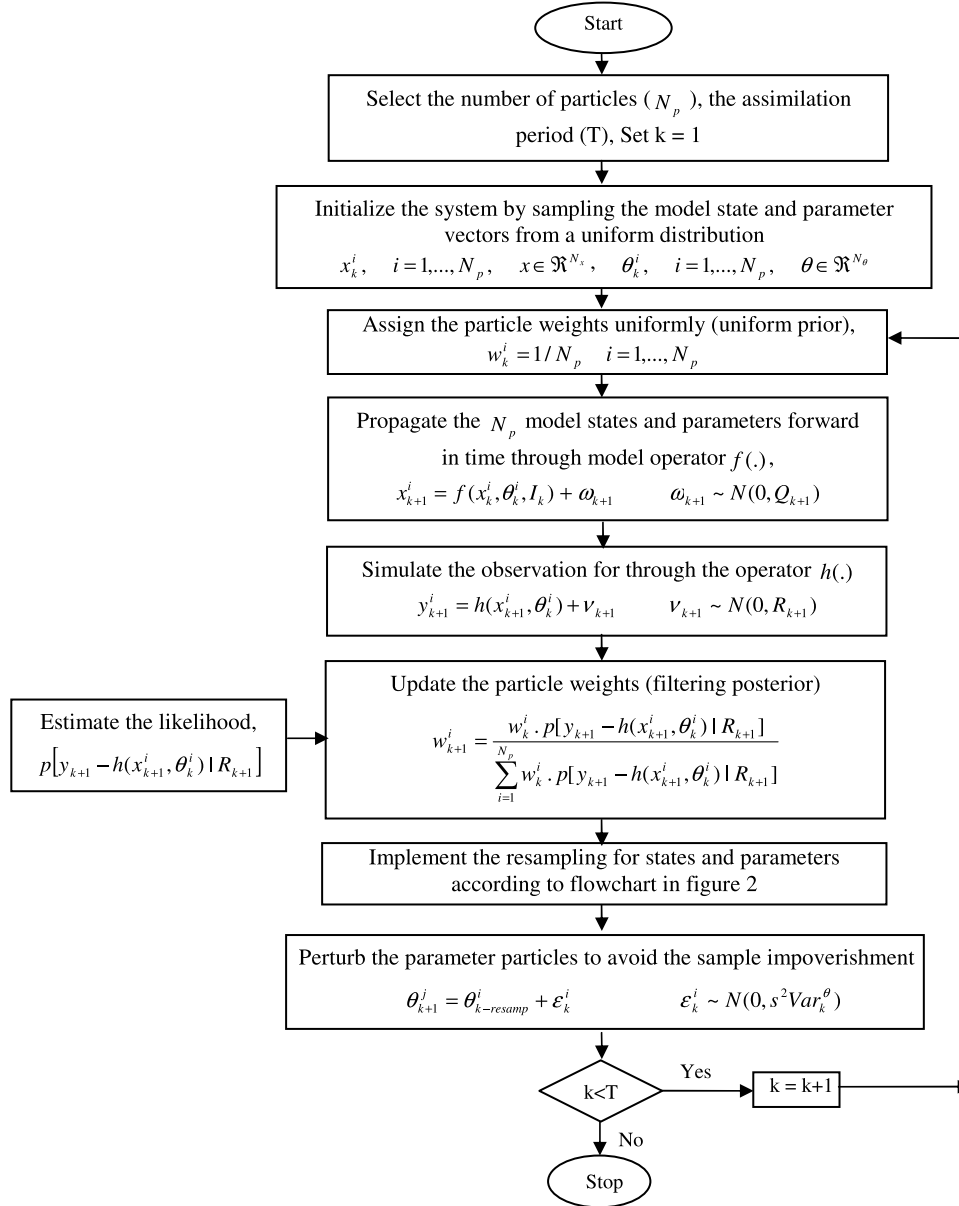 Start
Select the number of particles ( N_p ), the assimilation
period (T), Set k = 1
Initialize the system by sampling the model state and parameter
vectors from a uniform distribution
x_k^i, i = 1,..., N_p, x ∈ ℜ^{N_x}, θ_k^i, i = 1,..., N_p, θ ∈ ℜ^{N_θ}
Assign the particle weights uniformly (uniform prior),
w_k^i = 1 / N_p i = 1,..., N_p
Propagate the N_p model states and parameters forward
in time through model operator f(.),
x_{k+1}^i = f(x_k^i, θ_k^i, I_k) + ω_{k+1} ω_{k+1} ~ N(0, Q_{k+1})
Simulate the observation for through the operator h(.)
y_{k+1}^i = h(x_{k+1}^i, θ_k^i) + ν_{k+1} ν_{k+1} ~ N(0, R_{k+1})
Estimate the likelihood,
p[y_{k+1} − h(x_{k+1}^i, θ_k^i) | R_{k+1}]
Update the particle weights (filtering posterior)
w_{k+1}^i = \frac{w_k^i . p[y_{k+1} − h(x_{k+1}^i, θ_k^i) | R_{k+1}]}{\sum_{i=1}^{N_p} w_k^i . p[y_{k+1} − h(x_{k+1}^i, θ_k^i) | R_{k+1}]}
Implement the resampling for states and parameters
according to flowchart in figure 2
Perturb the parameter particles to avoid the sample impoverishment
θ_{k+1}^j = θ_{k−resamp}^i + ε_k^i ε_k^i ~ N(0, s^2 Var_k^θ)
k<T
Yes
k = k+1
No
Stop